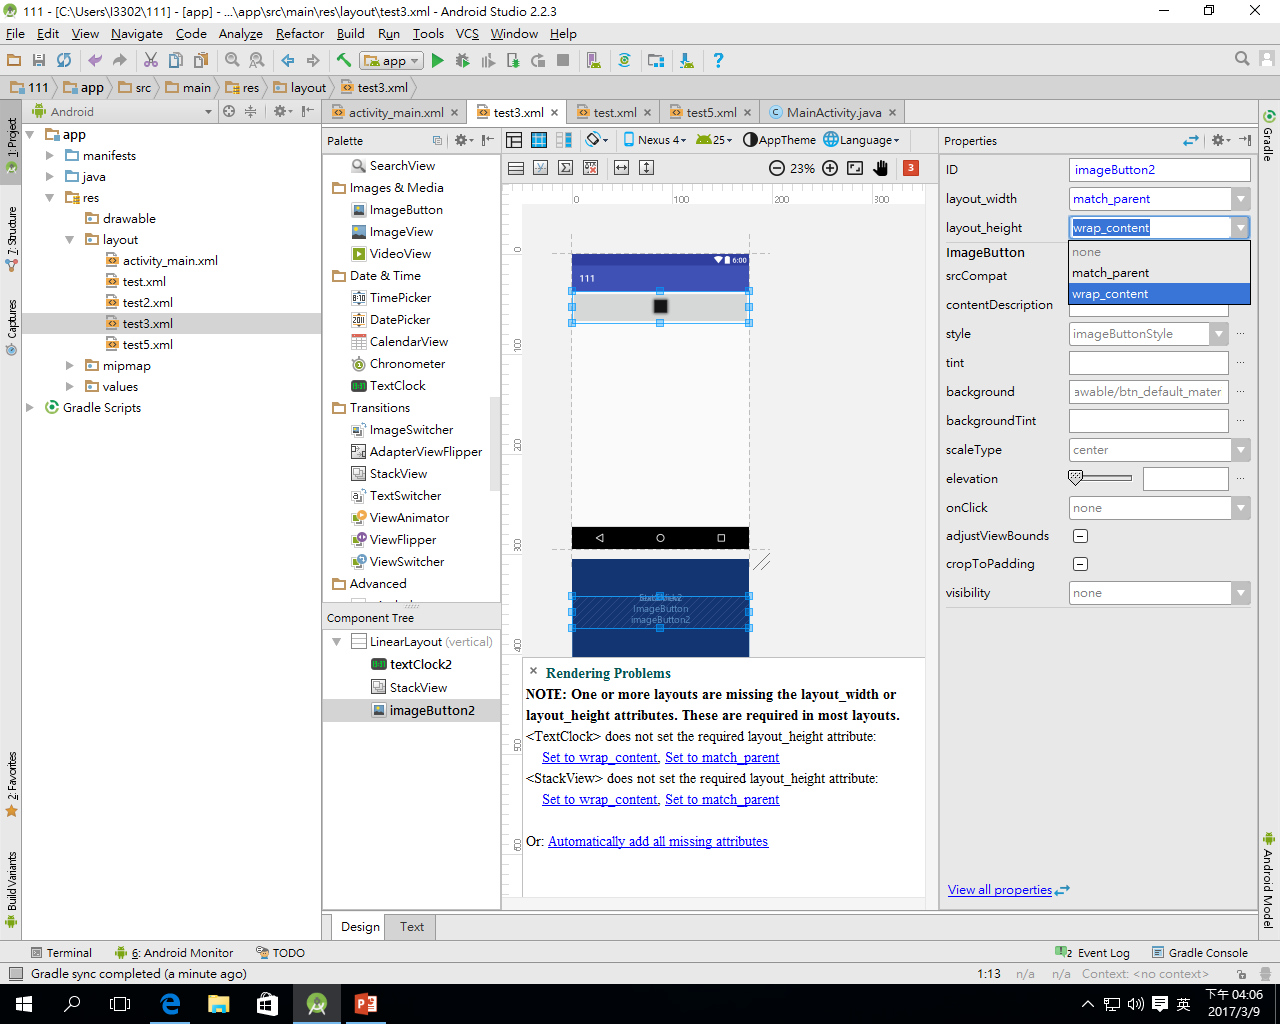 111 - [C:\Users\I3302\111] - [app] - ...\app\src\main\res\layout\test3.xml - Android Studio 2.2.3
File Edit View Navigate Code Analyze Refactor Build Run Tools VCS Window Help
app
111 app src main res layout test3.xml
1: Project
7: Structure
Captures
2: Favorites
Build Variants
Android
app
manifests
java
res
drawable
layout
activity_main.xml
test.xml
test2.xml
test3.xml
test5.xml
mipmap
values
Gradle Scripts
activity_main.xml test3.xml test.xml test5.xml MainActivity.java
Palette
SearchView
Images & Media
ImageButton
ImageView
VideoView
Date & Time
TimePicker
DatePicker
CalendarView
Chronometer
TextClock
Transitions
ImageSwitcher
AdapterViewFlipper
StackView
TextSwitcher
ViewAnimator
ViewFlipper
ViewSwitcher
Advanced
Component Tree
LinearLayout (vertical)
textClock2
StackView
imageButton2
Nexus 4 25 AppTheme Language
23% 3
0 100 200 300
0
100
200
300
400
500
600
6:00
111
ImageButton
imageButton2
Rendering Problems
NOTE: One or more layouts are missing the layout_width or
layout_height attributes. These are required in most layouts.
<TextClock> does not set the required layout_height attribute:
Set to wrap_content, Set to match_parent
<StackView> does not set the required layout_height attribute:
Set to wrap_content, Set to match_parent
Or: Automatically add all missing attributes
Design Text
Properties
ID imageButton2
layout_width match_parent
layout_height wrap_content
none
match_parent
wrap_content
ImageButton
srcCompat
contentDescription
style imageButtonStyle
tint
background awable/btn_default_mater
backgroundTint
scaleType center
elevation
onClick none
adjustViewBounds
cropToPadding
visibility none
View all properties
Gradle
Android Model
Terminal 6: Android Monitor TODO 2 Event Log Gradle Console
Gradle sync completed (a minute ago) 1:13 n/a n/a Context: <no context>
英 下午 04:06
2017/3/9